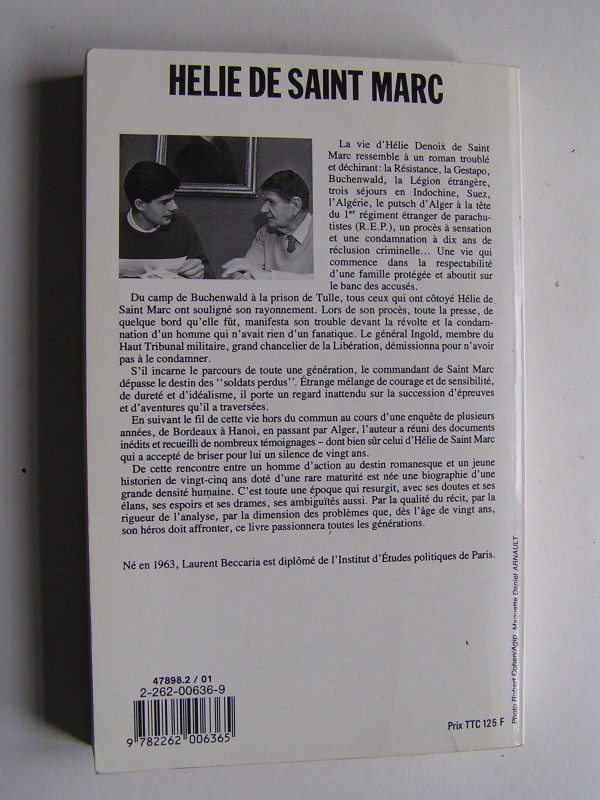 HELIE DE SAINT MARC
La vie d'Hélie Denoix de Saint
Marc ressemble à un roman troublé
et déchirant : la Résistance, la Gestapo,
Buchenwald, la Légion étrangère,
trois séjours en Indochine, Suez,
l'Algérie, le putsch d'Alger à la tête
du 1er régiment étranger de parachu-
tistes (R.E.P.), un procès à sensation
et une condamnation à dix ans de
réclusion criminelle... Une vie qui
commence dans la respectabilité
d'une famille protégée et aboutit sur
le banc des accusés.
Du camp de Buchenwald à la prison de Tulle, tous ceux qui ont côtoyé Hélie de
Saint Marc ont souligné son rayonnement. Lors de son procès, toute la presse, de
quelque bord qu'elle fût, manifesta son trouble devant la révolte et la condam-
nation d'un homme qui n'avait rien d'un fanatique. Le général Ingold, membre du
Haut Tribunal militaire, grand chancelier de la Libération, démissionna pour n'avoir
pas à le condamner.
S'il incarne le parcours de toute une génération, le commandant de Saint Marc
dépasse le destin des "soldats perdus". Étrange mélange de courage et de sensibilité,
de dureté et d'idéalisme, il porte un regard inattendu sur la succession d'épreuves
et d'aventures qu'il a traversées.
En suivant le fil de cette vie hors du commun au cours d'une enquête de plusieurs
années, de Bordeaux à Hanoi, en passant par Alger, l'auteur a réuni des documents
inédits et recueilli de nombreux témoignages – dont bien sûr celui d'Hélie de Saint Marc
qui a accepté de briser pour lui un silence de vingt ans.
De cette rencontre entre un homme d'action au destin romanesque et un jeune
historien de vingt-cinq ans doté d'une rare maturité est née une biographie d'une
grande densité humaine. C'est toute une époque qui resurgit, avec ses doutes et ses
élans, ses espoirs et ses drames, ses ambiguïtés aussi. Par la qualité du récit, par la
rigueur de l'analyse, par la dimension des problèmes que, dès l'âge de vingt ans,
son héros doit affronter, ce livre passionnera toutes les générations.
Né en 1963, Laurent Beccaria est diplômé de l'Institut d'Études politiques de Paris.
Photo Robert Cohen/Agip. Maquette Daniel ARNAULT
47898.2 / 01
2-262-00636-9
9 782262 006365
Prix TTC 125 F